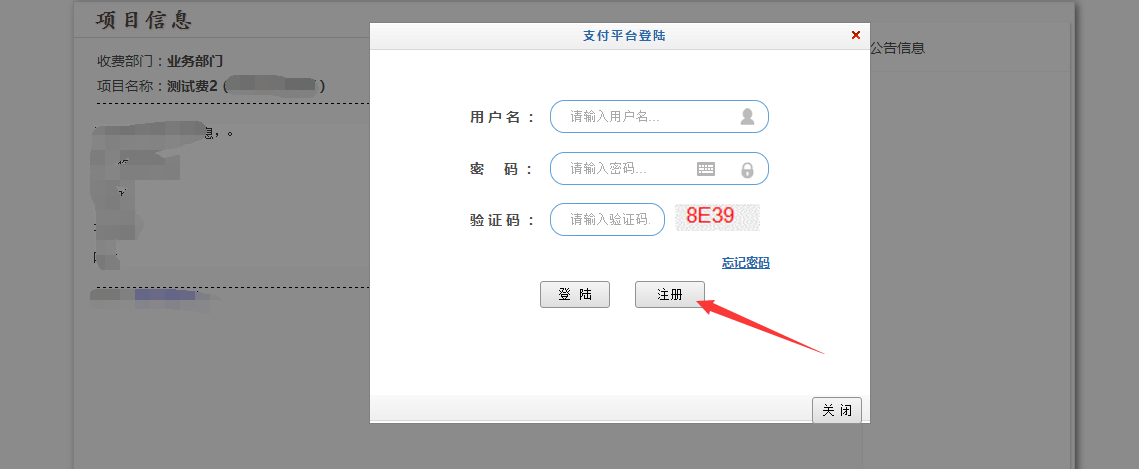 项目信息
收费部门：业务部门
项目名称：测试费2 (
)
息，。
公告信息
支付平台登陆
用户名：
请输入用户名...
密 码：
请输入密码...
验证码：
请输入验证码.
8E39
忘记密码
登 陆
注册
关 闭